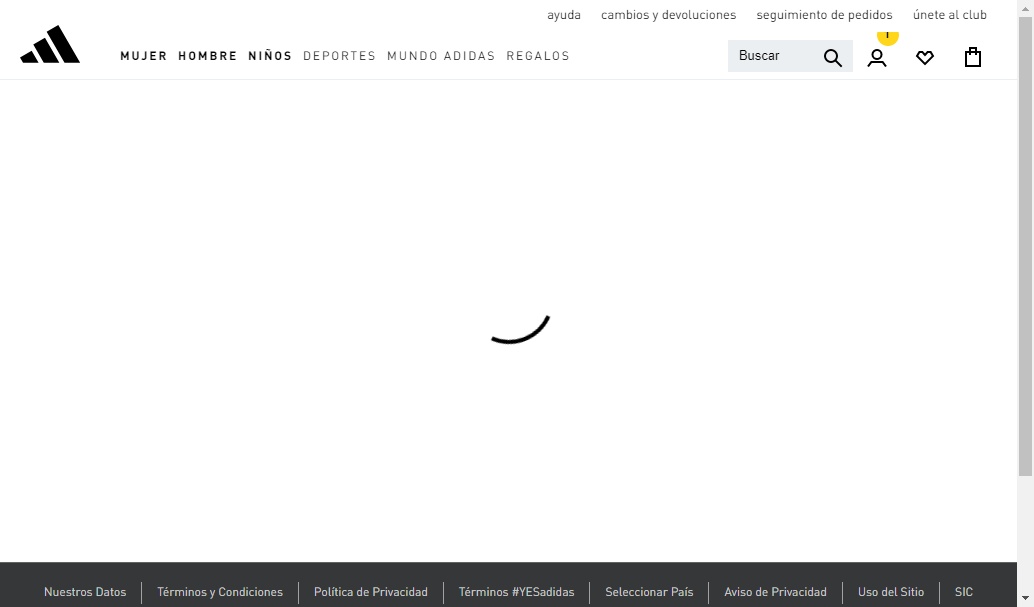 ayuda cambios y devoluciones seguimiento de pedidos únete al club
MUJER HOMBRE NIÑOS DEPORTES MUNDO ADIDAS REGALOS
Buscar
1
Nuestros Datos Términos y Condiciones Política de Privacidad Términos #YESadidas Seleccionar País Aviso de Privacidad Uso del Sitio SIC